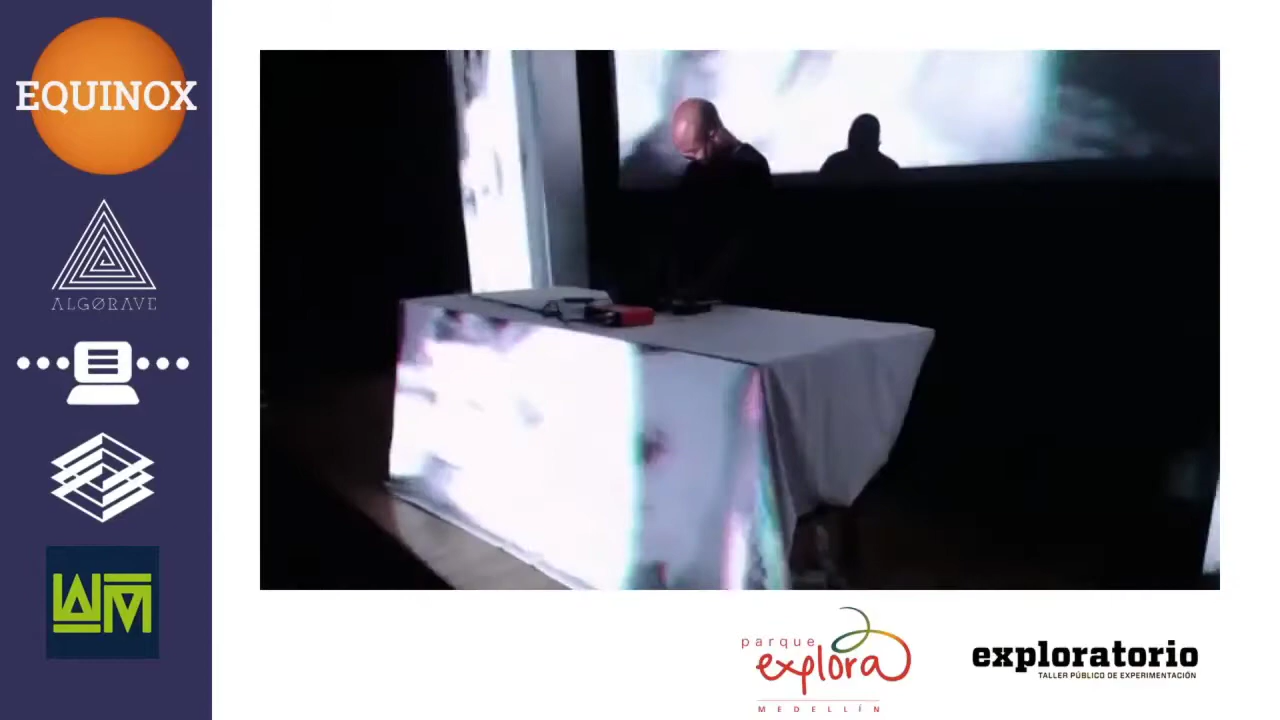 EQUINOX
ALGØRAVE
parque
explora
MEDELLÍN
exploratorio
TALLER PÚBLICO DE EXPERIMENTACIÓN